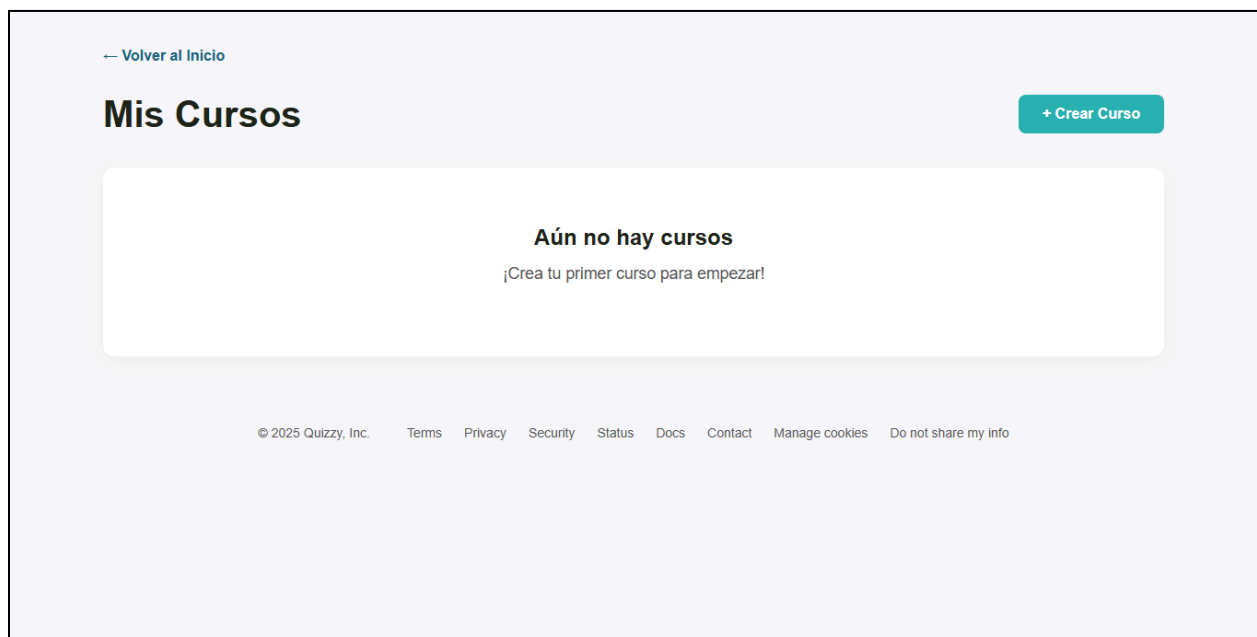 ← Volver al Inicio
Mis Cursos
+ Crear Curso
Aún no hay cursos
¡Crea tu primer curso para empezar!
© 2025 Quizzy, Inc. Terms Privacy Security Status Docs Contact Manage cookies Do not share my info